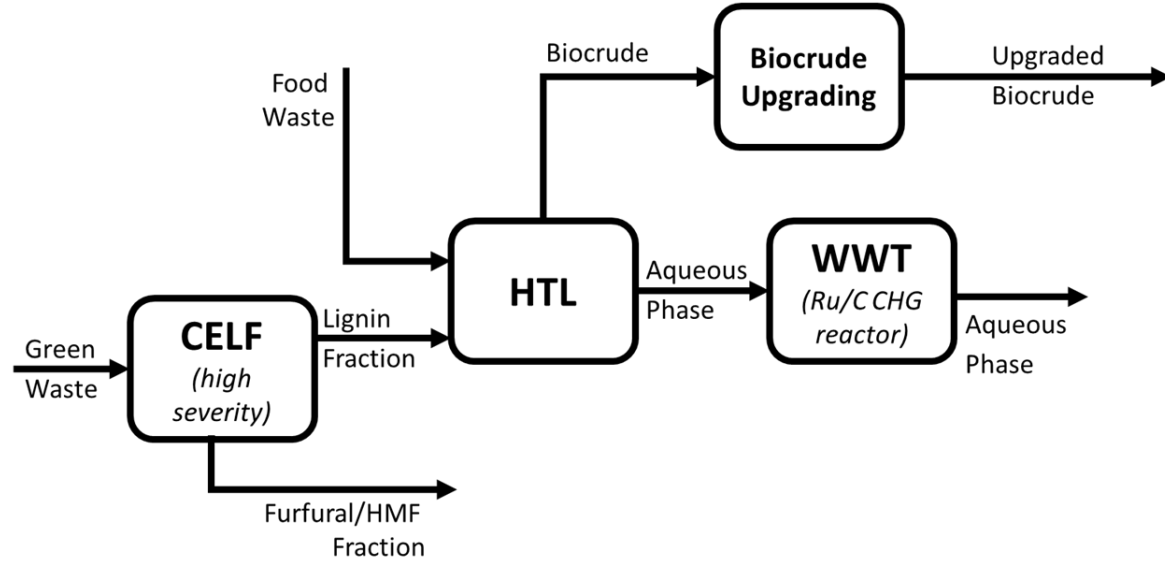 Biocrude
Biocrude
Upgrading
Upgraded
Biocrude
Food
Waste
HTL
Aqueous
Phase
WWT
(Ru/C CHG
reactor)
Aqueous
Phase
Green
Waste
CELF
(high
severity)
Lignin
Fraction
Furfural/HMF
Fraction